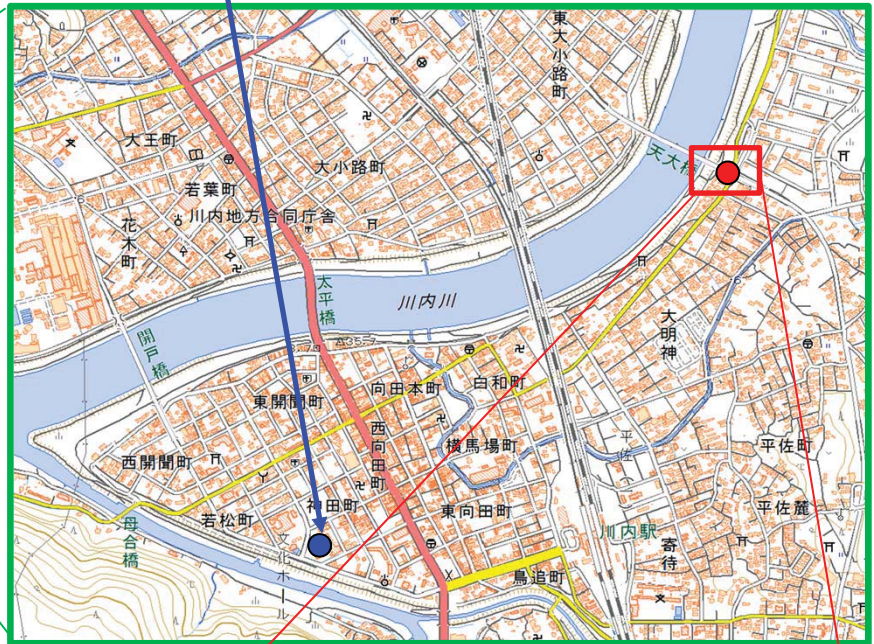 東大小路町
大王町
大小路町
天大橋
若葉町
川内地方合同庁舎
花木町
太平橋
川内川
大明神
開戸橋
向田本町
白和町
東開聞町
西向田町
横馬場町
平佐町
西開聞町
平佐麓
神田町
若松町
東向田町
川内駅
母合橋
文化ホール
寄待
鳥追町